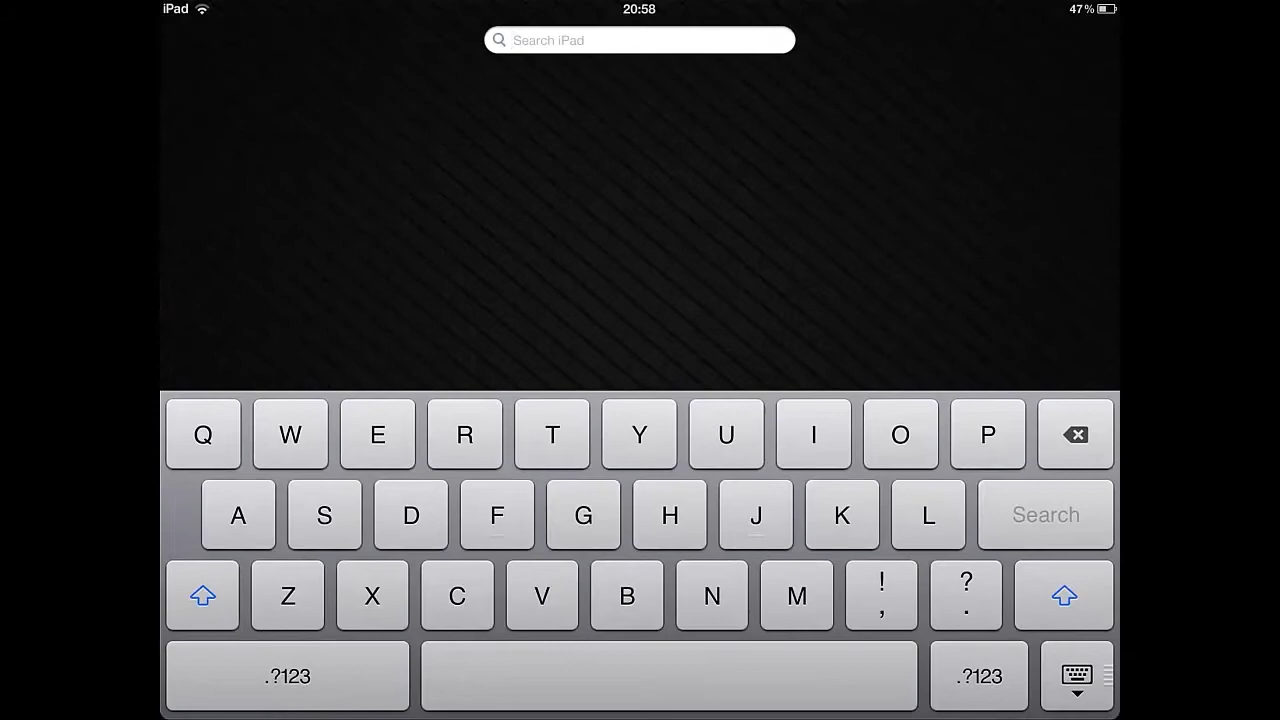 iPad 20:58 47%
Search iPad
Q W E R T Y U I O P
A S D F G H J K L Search
Z X C V B N M ! , ? .
.?123 .?123